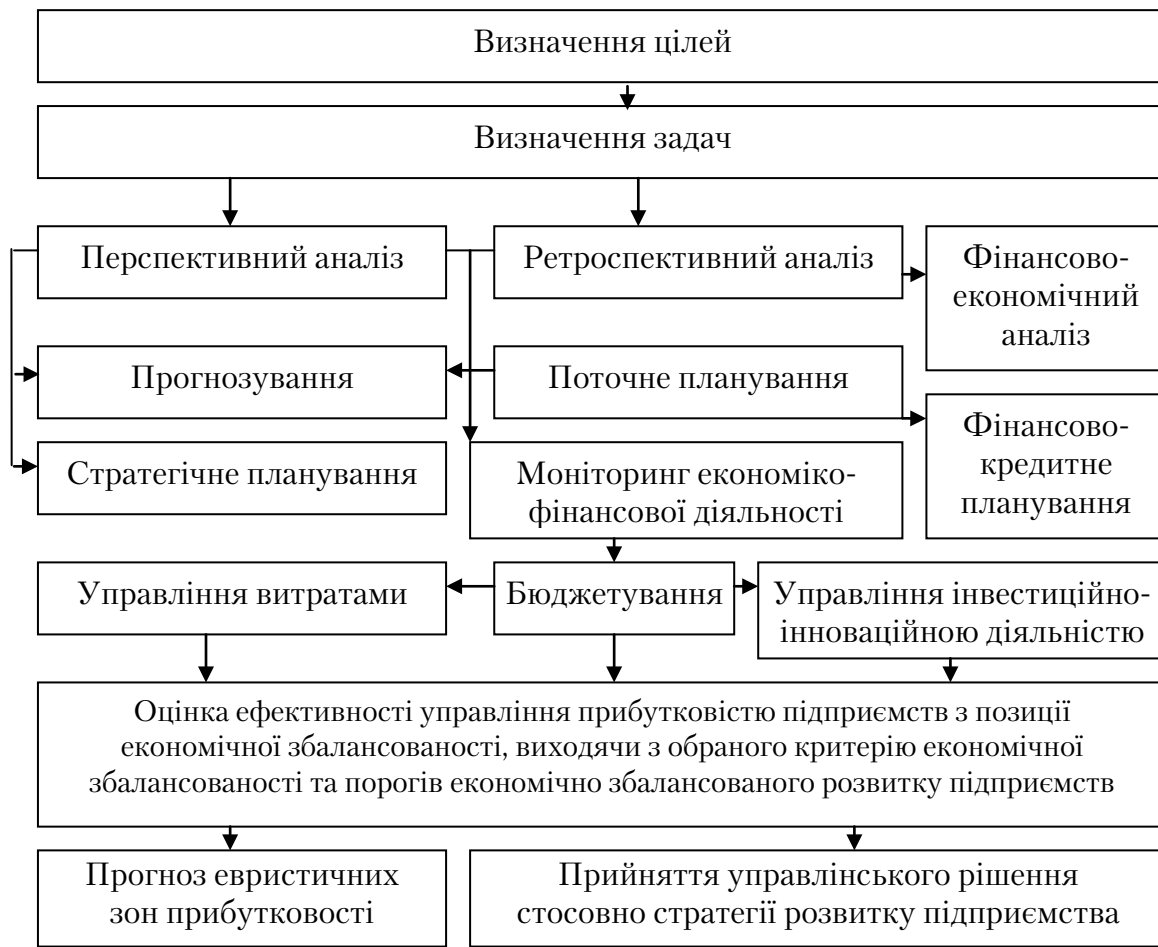 Визначення цілей
Визначення задач
Перспективний аналіз
Ретроспективний аналіз
Фінансово-
економічний
аналіз
Прогнозування
Поточне планування
Фінансово-
кредитне
планування
Стратегічне планування
Моніторинг економіко-
фінансової діяльності
Управління витратами
Бюджетування
Управління інвестиційно-
інноваційною діяльністю
Оцінка ефективності управління прибутковістю підприємств з позиції
економічної збалансованості, виходячи з обраного критерію економічної
збалансованості та порогів економічно збалансованого розвитку підприємств
Прогноз евристичних
зон прибутковості
Прийняття управлінського рішення
стосовно стратегії розвитку підприємства